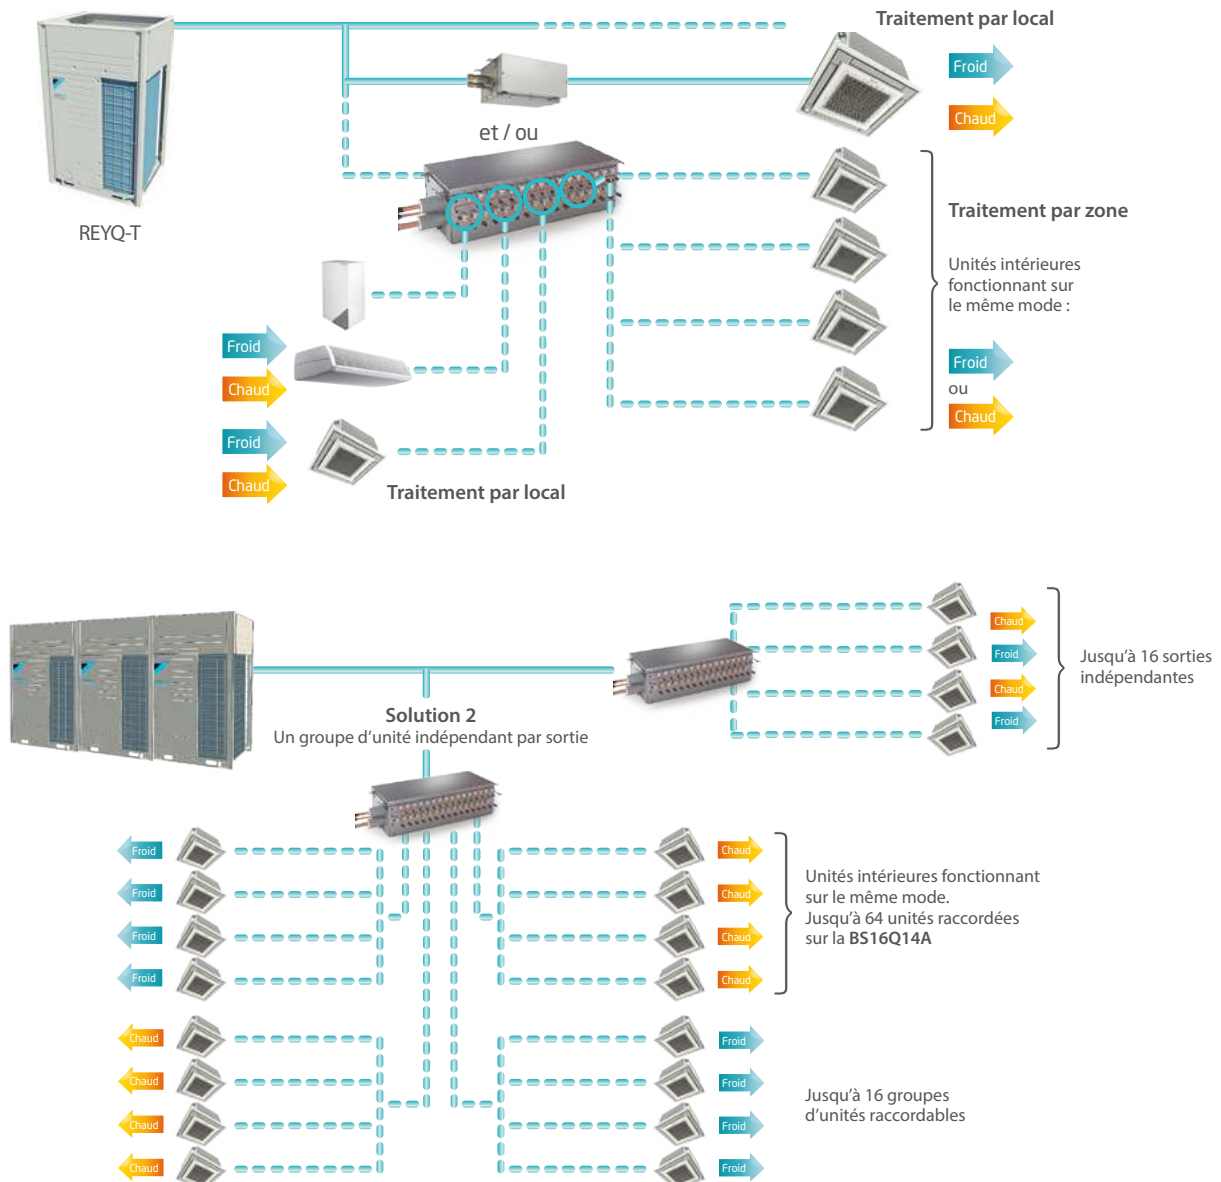 Traitement par local
Froid
Chaud
et / ou
REYQ-T
Traitement par zone
Unités intérieures
fonctionnant sur
le même mode :
Froid
ou
Chaud
Froid
Chaud
Froid
Chaud
Traitement par local
Chaud
Froid
Chaud
Froid
Jusqu'à 16 sorties
indépendantes
Solution 2
Un groupe d'unité indépendant par sortie
Froid
Froid
Froid
Froid
Chaud
Chaud
Chaud
Chaud
Unités intérieures fonctionnant
sur le même mode.
Jusqu'à 64 unités raccordées
sur la BS16Q14A
Chaud
Chaud
Chaud
Chaud
Froid
Froid
Froid
Froid
Jusqu'à 16 groupes
d'unités raccordables